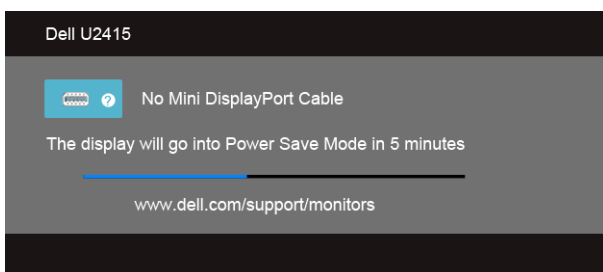 Dell U2415
No Mini DisplayPort Cable
The display will go into Power Save Mode in 5 minutes
www.dell.com/support/monitors